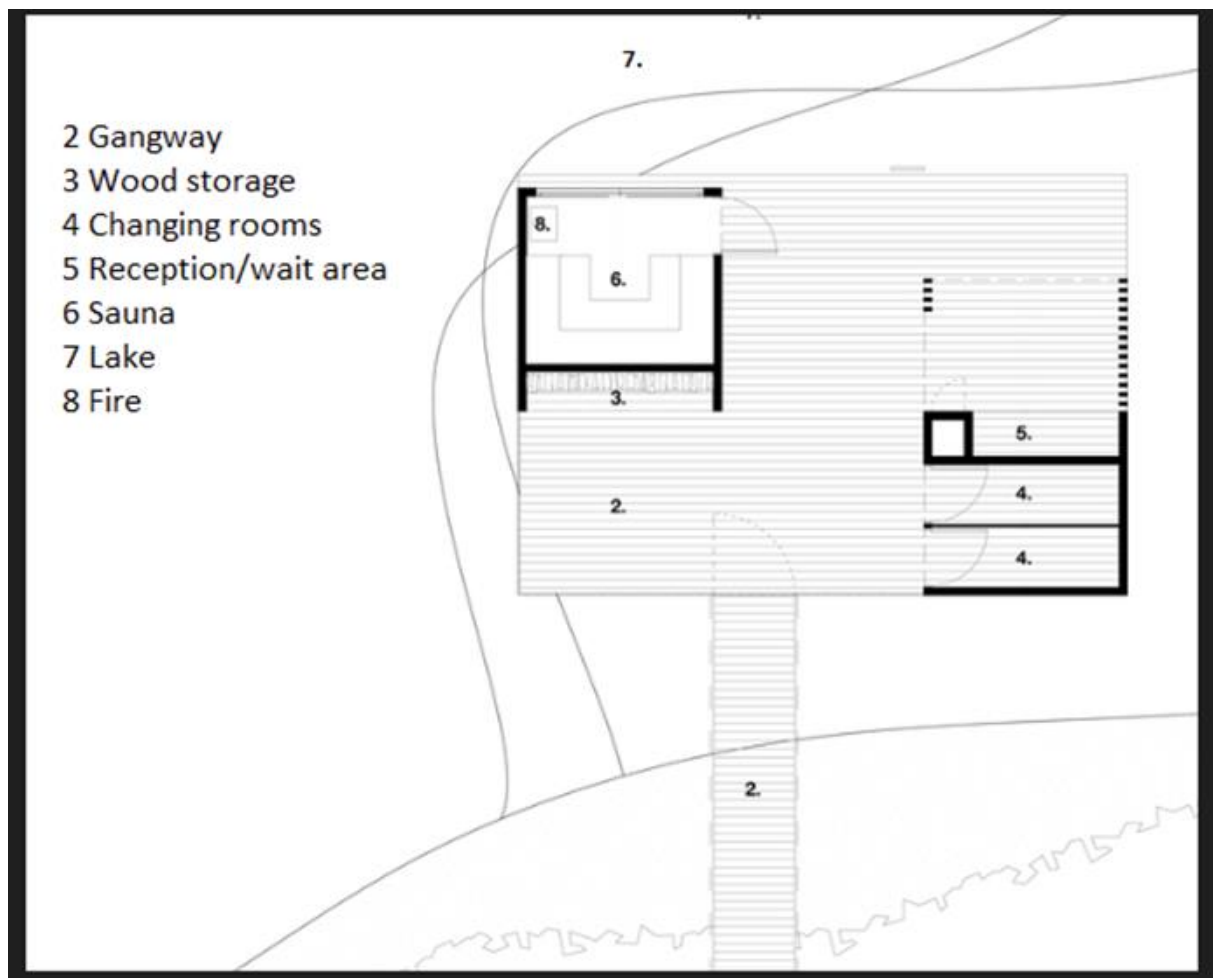 7.
2 Gangway
3 Wood storage
4 Changing rooms
5 Reception/wait area
6 Sauna
7 Lake
8 Fire
8.
6.
3.
5.
2.
4.
4.
2.